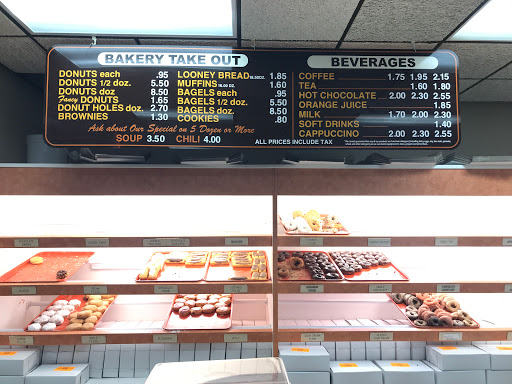 BAKERY TAKE OUT
DONUTS each .95
DONUTS 1/2 doz. 5.50
DONUTS doz 8.50
Fancy DONUTS 1.65
DONUT HOLES doz. 2.70
BROWNIES 1.30
LOONEY BREAD 1.85
MUFFINS 1.60
BAGELS each .95
BAGELS 1/2 doz. 5.50
BAGELS doz. 8.50
COOKIES .80
Ask about Our Special on 5 Dozen or More
SOUP 3.50 CHILI 4.00
ALL PRICES INCLUDE TAX
BEVERAGES
COFFEE 1.75 1.95 2.15
TEA 1.60 1.80
HOT CHOCOLATE 2.00 2.30 2.55
ORANGE JUICE 1.85
MILK 1.70 2.00 2.30
SOFT DRINKS 1.40
CAPPUCCINO 2.00 2.30 2.55